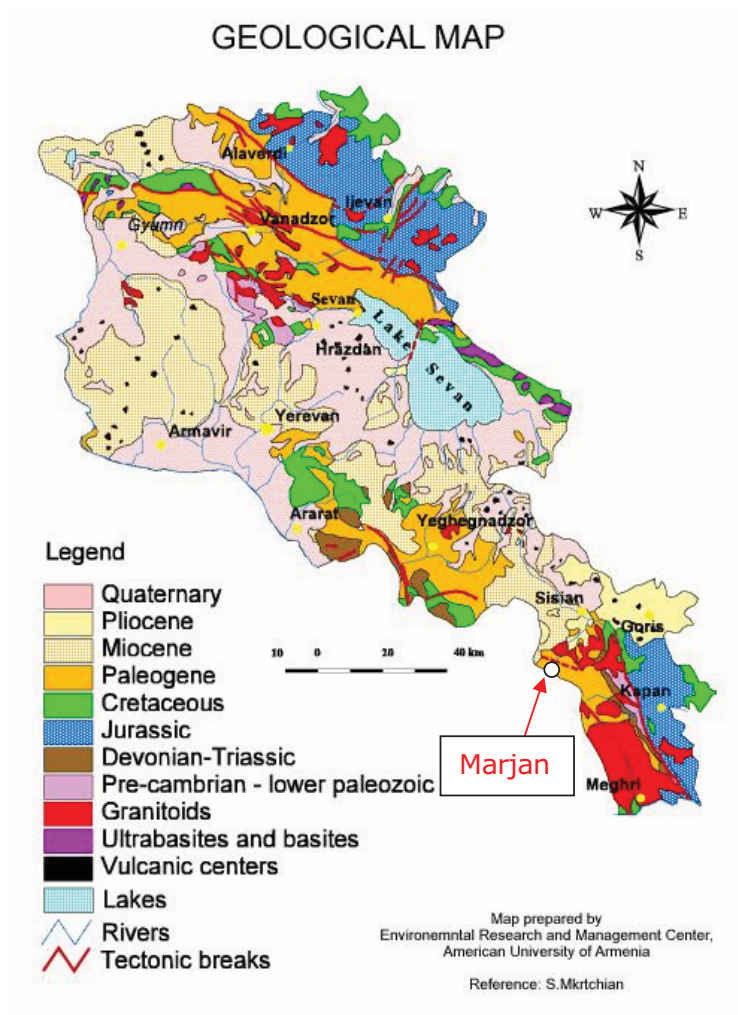 GEOLOGICAL MAP
Alaverdi
Ijevan
Gyumn
Vanadzor
N
W
E
S
Sevan
Lake
Sevan
Hrazdan
Yerevan
Armavir
Ararat
Yeghegnadzor
Sisian
Goris
Kapan
Meghri
10 0 20 40 km
Marjan
Legend
Quaternary
Pliocene
Miocene
Paleogene
Cretaceous
Jurassic
Devonian-Triassic
Pre-cambrian - lower paleozoic
Granitoids
Ultrabasites and basites
Vulcanic centers
Lakes
Rivers
Tectonic breaks
Map prepared by
Environemntal Research and Management Center,
American University of Armenia
Reference: S.Mkrtchian